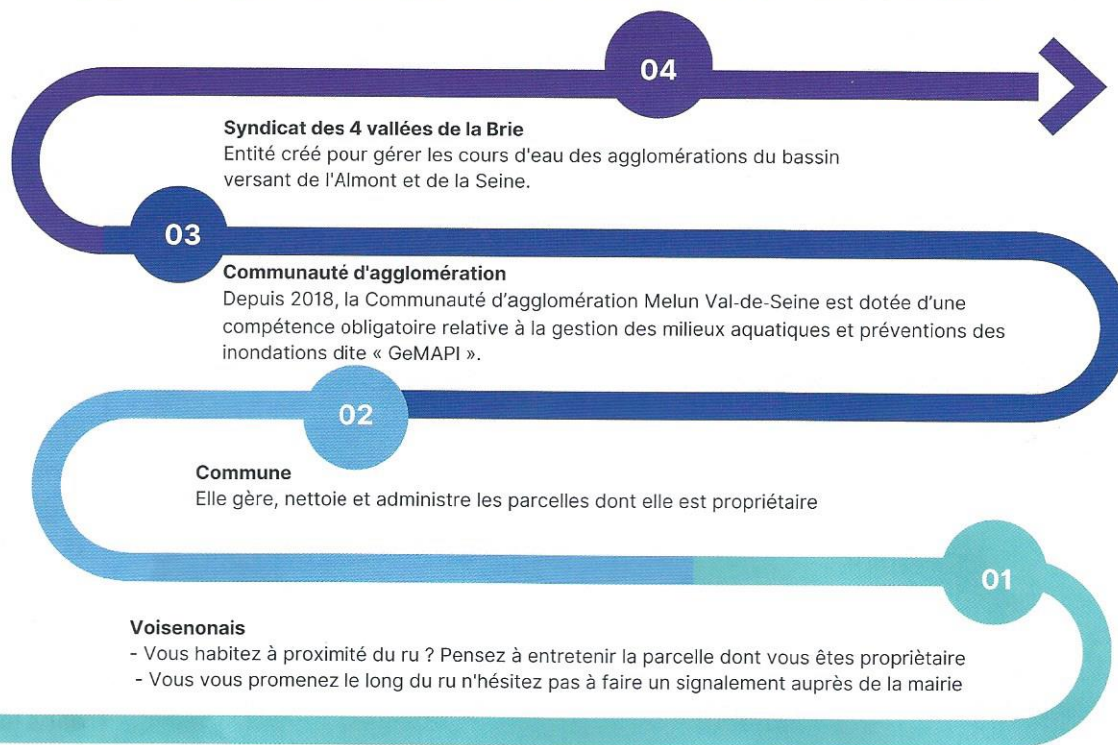 04
Syndicat des 4 vallées de la Brie
Entité créé pour gérer les cours d'eau des agglomérations du bassin
versant de l'Almont et de la Seine.
03
Communauté d'agglomération
Depuis 2018, la Communauté d'agglomération Melun Val-de-Seine est dotée d'une
compétence obligatoire relative à la gestion des milieux aquatiques et préventions des
inondations dite « GeMAPI ».
02
Commune
Elle gère, nettoie et administre les parcelles dont elle est propriétaire
01
Voisenonais
- Vous habitez à proximité du ru ? Pensez à entretenir la parcelle dont vous êtes propriètaire
- Vous vous promenez le long du ru n'hésitez pas à faire un signalement auprès de la mairie